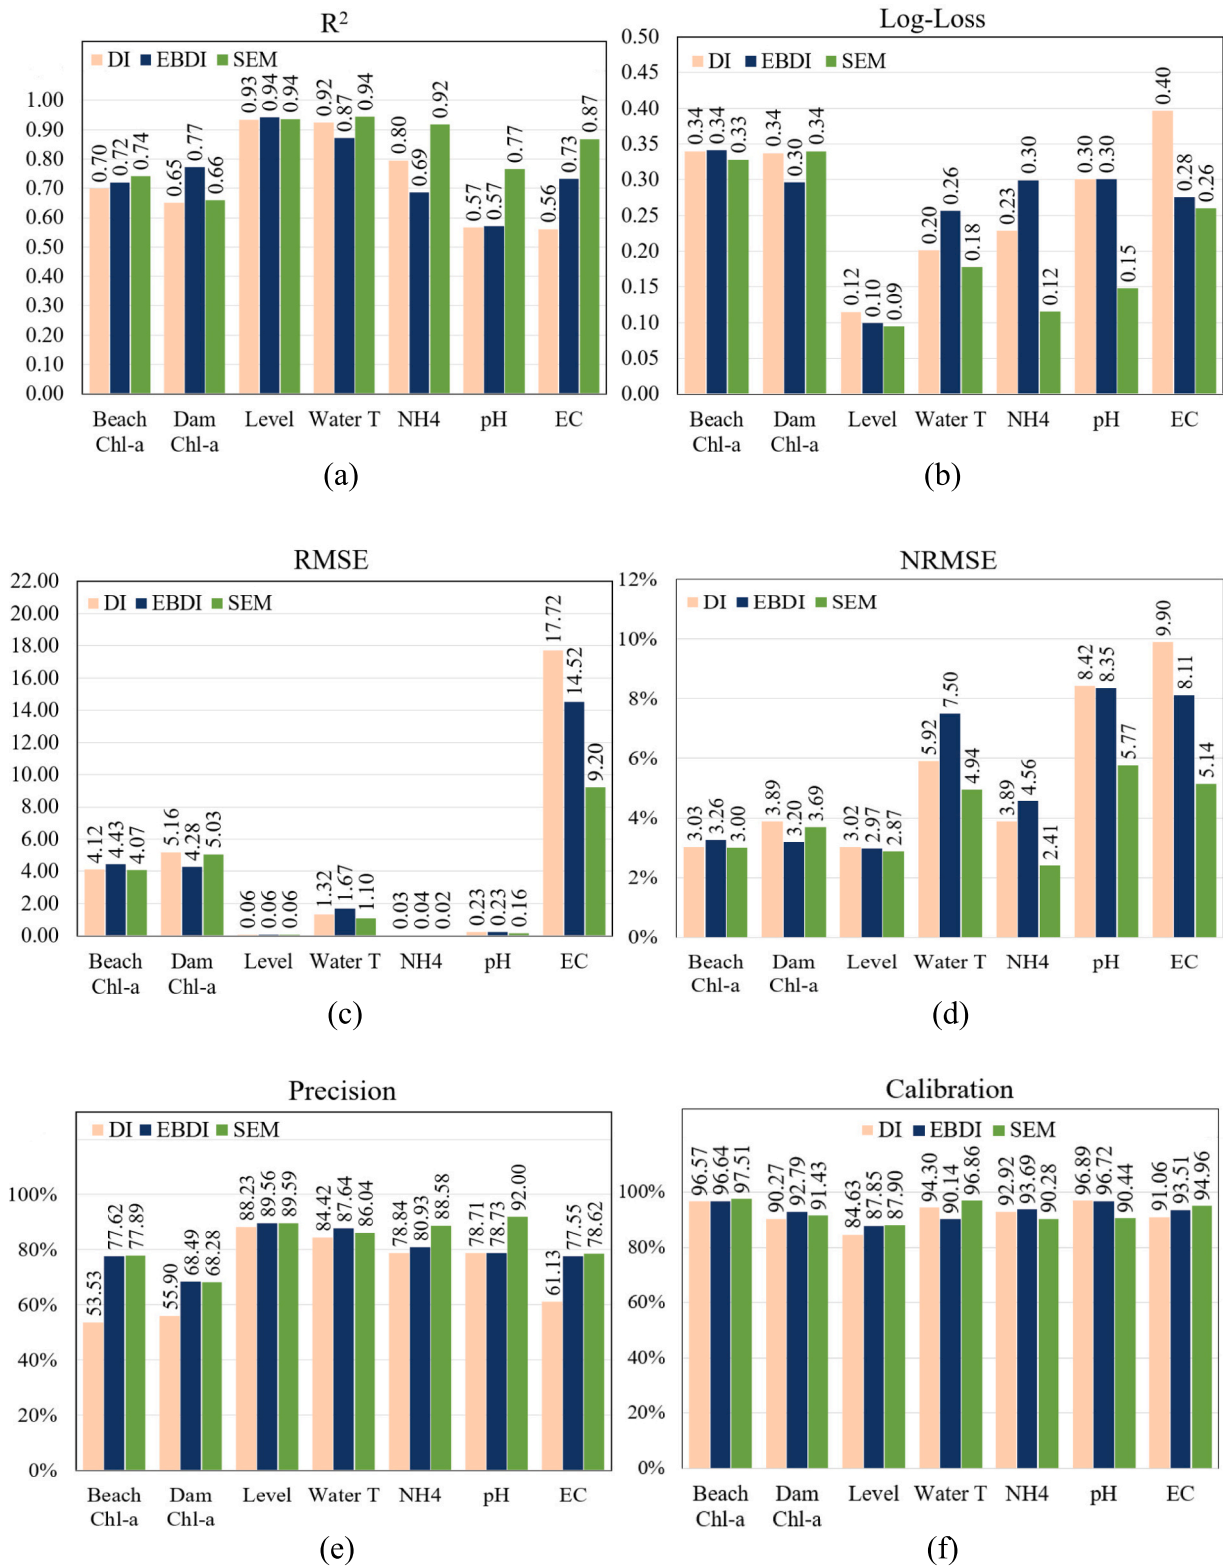 R²
DI EBDI SEM
1.00
0.90
0.80
0.70
0.60
0.50
0.40
0.30
0.20
0.10
0.00
0.70 0.72 0.74
0.65 0.77 0.66
0.93 0.94 0.94
0.92 0.87 0.94
0.80 0.69 0.92
0.57 0.57 0.77
0.56 0.73 0.87
Beach Dam Level Water T NH4 pH EC
Chl-a Chl-a
(a)
Log-Loss
DI EBDI SEM
0.50
0.45
0.40
0.35
0.30
0.25
0.20
0.15
0.10
0.05
0.00
0.34 0.34 0.33
0.34 0.30 0.34
0.12 0.10 0.09
0.20 0.26 0.18
0.23 0.30 0.12
0.30 0.30 0.15
0.40 0.28 0.26
Beach Dam Level Water T NH4 pH EC
Chl-a Chl-a
(b)
RMSE
DI EBDI SEM
22.00
20.00
18.00
16.00
14.00
12.00
10.00
8.00
6.00
4.00
2.00
0.00
4.12 4.43 4.07
5.16 4.28 5.03
0.06 0.06 0.06
1.32 1.67 1.10
0.03 0.04 0.02
0.23 0.23 0.16
17.72 14.52 9.20
Beach Dam Level Water T NH4 pH EC
Chl-a Chl-a
(c)
NRMSE
DI EBDI SEM
12%
10%
8%
6%
4%
2%
0%
3.03 3.26 3.00
3.89 3.20 3.69
3.02 2.97 2.87
5.92 7.50 4.94
3.89 4.56 2.41
8.42 8.35 5.77
9.90 8.11 5.14
Beach Dam Level Water T NH4 pH EC
Chl-a Chl-a
(d)
Precision
DI EBDI SEM
100%
80%
60%
40%
20%
0%
53.53 77.62 77.89
55.90 68.49 68.28
88.23 89.56 89.59
84.42 87.64 86.04
78.84 80.93 88.58
78.71 78.73 92.00
61.13 77.55 78.62
Beach Dam Level Water T NH4 pH EC
Chl-a Chl-a
(e)
Calibration
DI EBDI SEM
100%
80%
60%
40%
20%
0%
96.57 96.64 97.51
90.27 92.79 91.43
84.63 87.85 87.90
94.30 90.14 96.86
92.92 93.69 90.28
96.89 96.72 90.44
91.06 93.51 94.96
Beach Dam Level Water T NH4 pH EC
Chl-a Chl-a
(f)